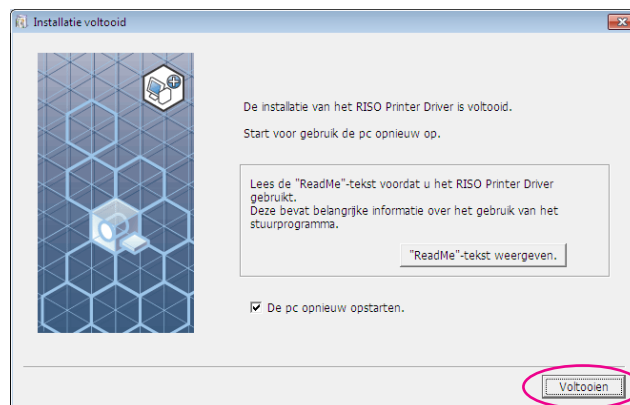 Installatie voltooid
De installatie van het RISO Printer Driver is voltooid.
Start voor gebruik de pc opnieuw op.
Lees de "ReadMe"-tekst voordat u het RISO Printer Driver
gebruikt.
Deze bevat belangrijke informatie over het gebruik van het
stuurprogramma.
"ReadMe"-tekst weergeven.
De pc opnieuw opstarten.
Voltooien